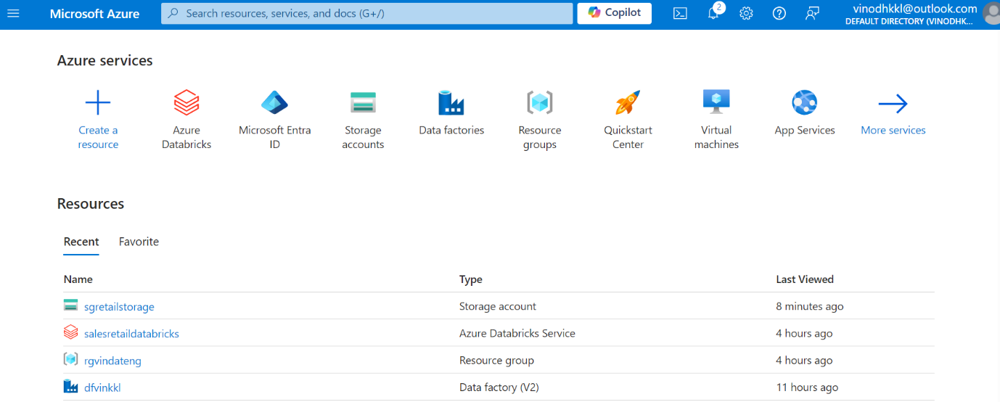 Microsoft Azure
Search resources, services, and docs (G+/)
Copilot
2
vinodhkkl@outlook.com
DEFAULT DIRECTORY (VINODHK...
Azure services
Create a resource
Azure Databricks
Microsoft Entra ID
Storage accounts
Data factories
Resource groups
Quickstart Center
Virtual machines
App Services
More services
Resources
Recent Favorite
Name Type Last Viewed
sgretailstorage Storage account 8 minutes ago
salesretaildatabricks Azure Databricks Service 4 hours ago
rgvindateng Resource group 4 hours ago
dfvinkkl Data factory (V2) 11 hours ago